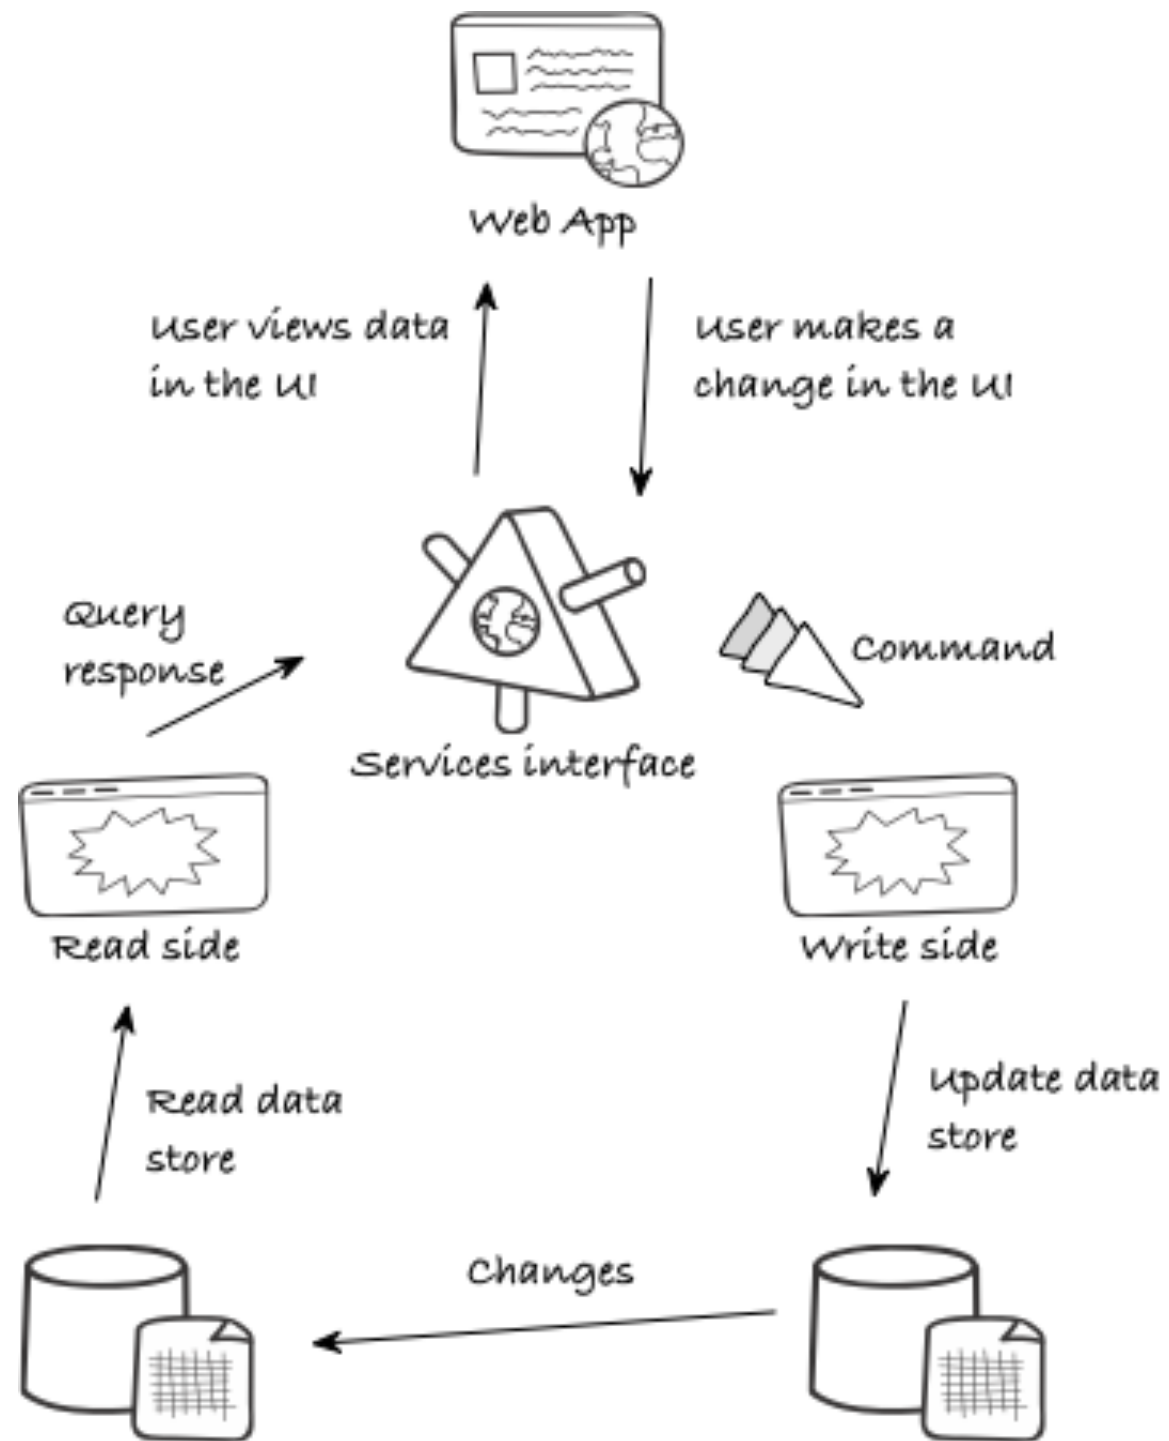 Web App
User views data
in the UI
User makes a
change in the UI
Query
response
Command
Services interface
Read side
Write side
Read data
store
Update data
store
Changes